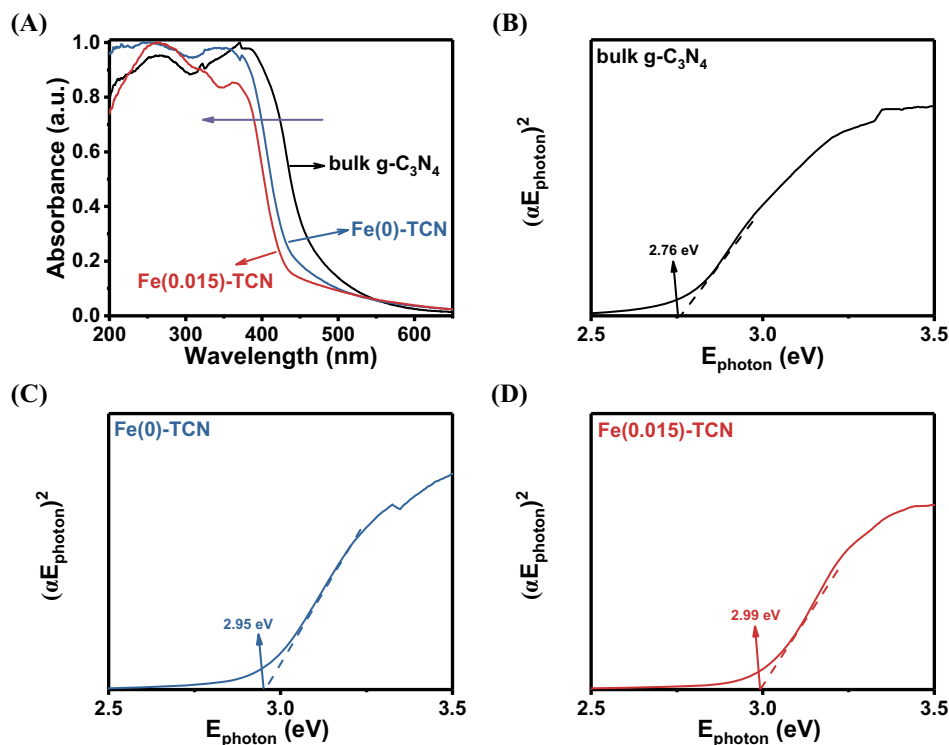 (A)
Absorbance (a.u.)
1.0
0.8
0.6
0.4
0.2
0.0
bulk g-C₃N₄
Fe(0)-TCN
Fe(0.015)-TCN
200 300 400 500 600
Wavelength (nm)
(B)
bulk g-C₃N₄
(αEphoton)²
2.76 eV
2.5 3.0 3.5
Ephoton (eV)
(C)
Fe(0)-TCN
(αEphoton)²
2.95 eV
2.5 3.0 3.5
Ephoton (eV)
(D)
Fe(0.015)-TCN
(αEphoton)²
2.99 eV
2.5 3.0 3.5
Ephoton (eV)